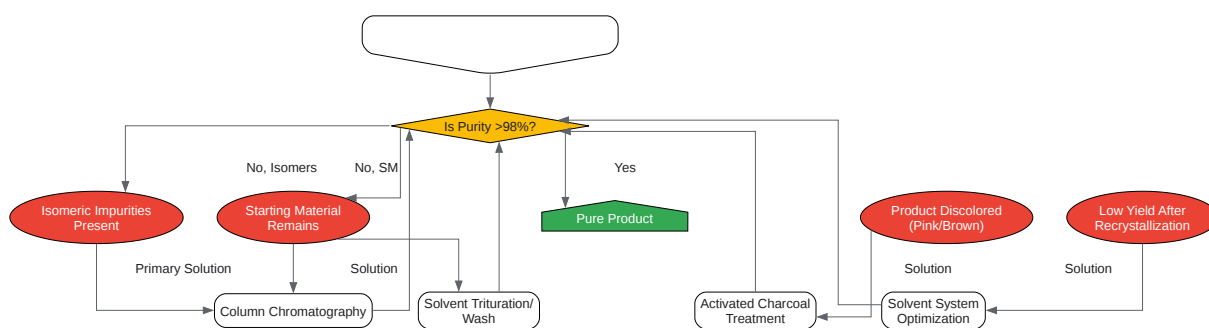 Is Purity >98%?
No, Isomers
No, SM
Yes
Isomeric Impurities
Present
Starting Material
Remains
Pure Product
Product Discolored
(Pink/Brown)
Low Yield After
Recrystallization
Primary Solution
Solution
Solution
Solution
Column Chromatography
Solvent Trituration/
Wash
Activated Charcoal
Treatment
Solvent System
Optimization